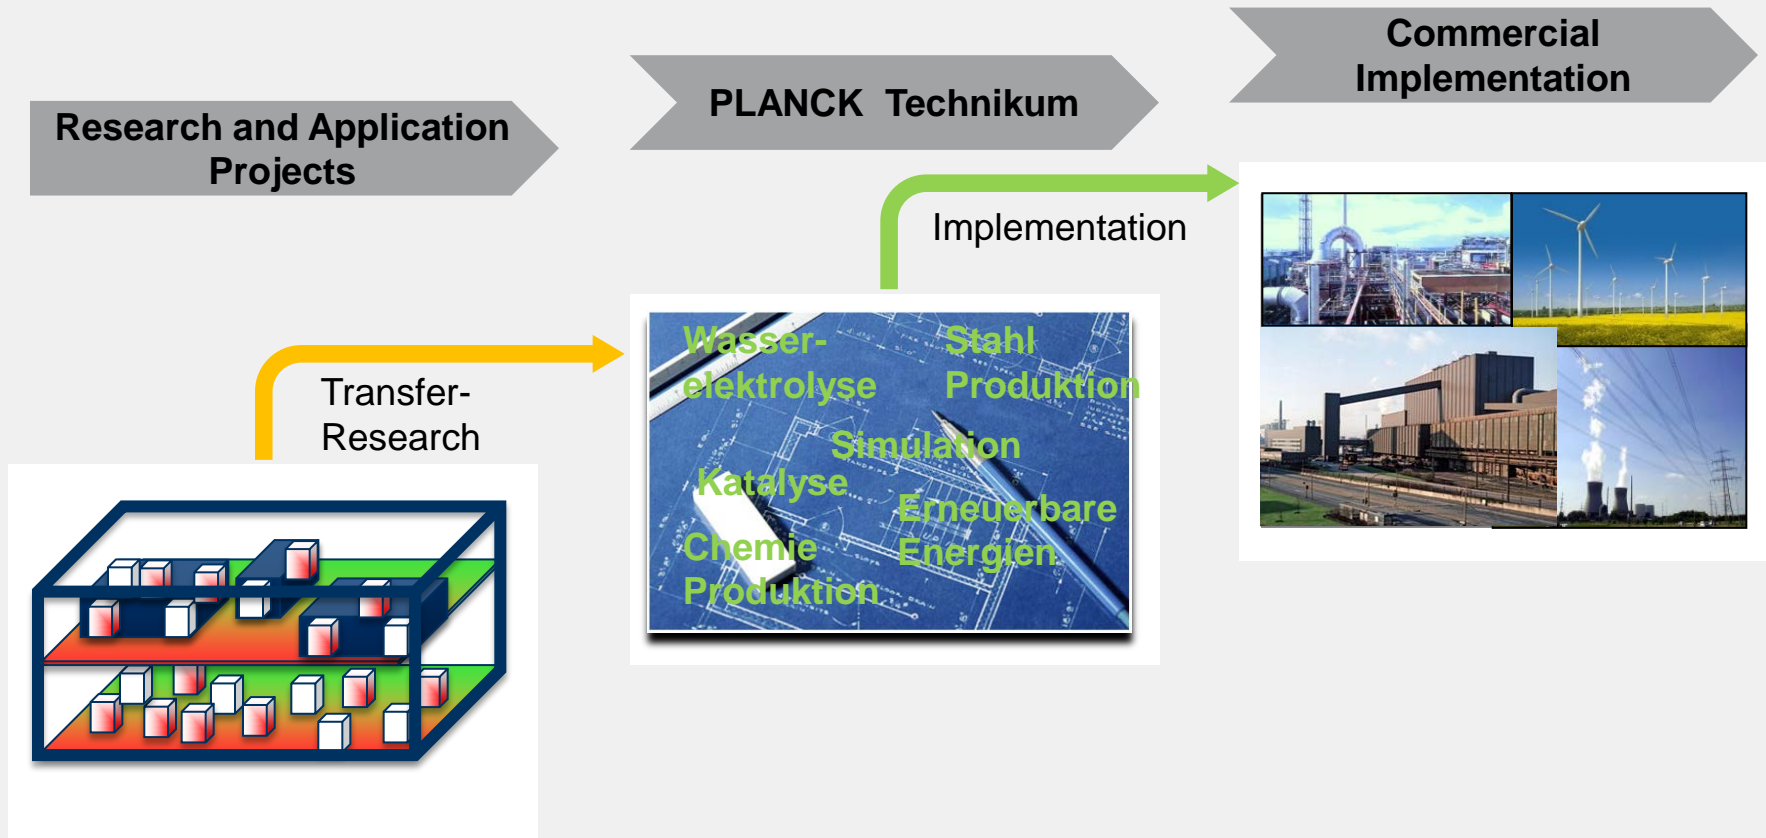 Research and Application
Projects
PLANCK Technikum
Commercial
Implementation
Implementation
Transfer-
Research
Wasser-
elektrolyse
Stahl
Produktion
Simulation
Katalyse
Erneuerbare
Energien
Chemie
Produktion